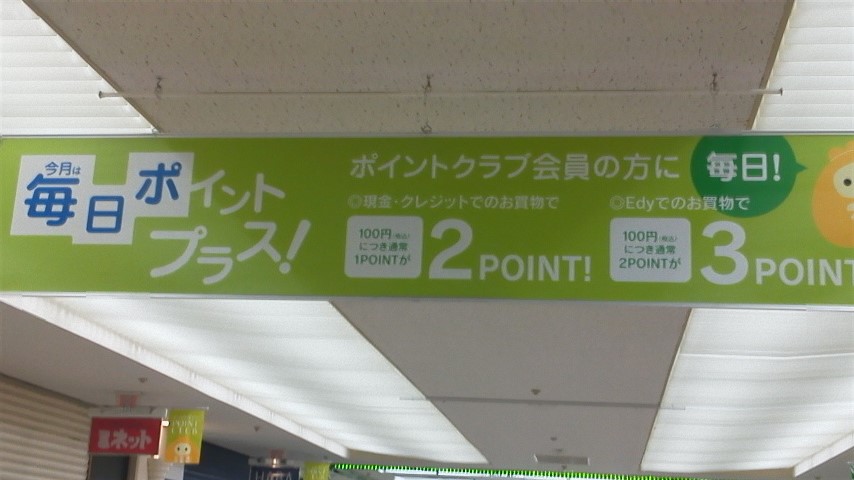 今月は
毎日ポイント
プラス!
ポイントクラブ会員の方に
毎日!
◎現金・クレジットでのお買物で
100円(税込)
につき通常
1POINTが
2POINT!
◎Edyでのお買物で
100円(税込)
につき通常
2POINTが
3POINT
ネット
POINT
CLUB